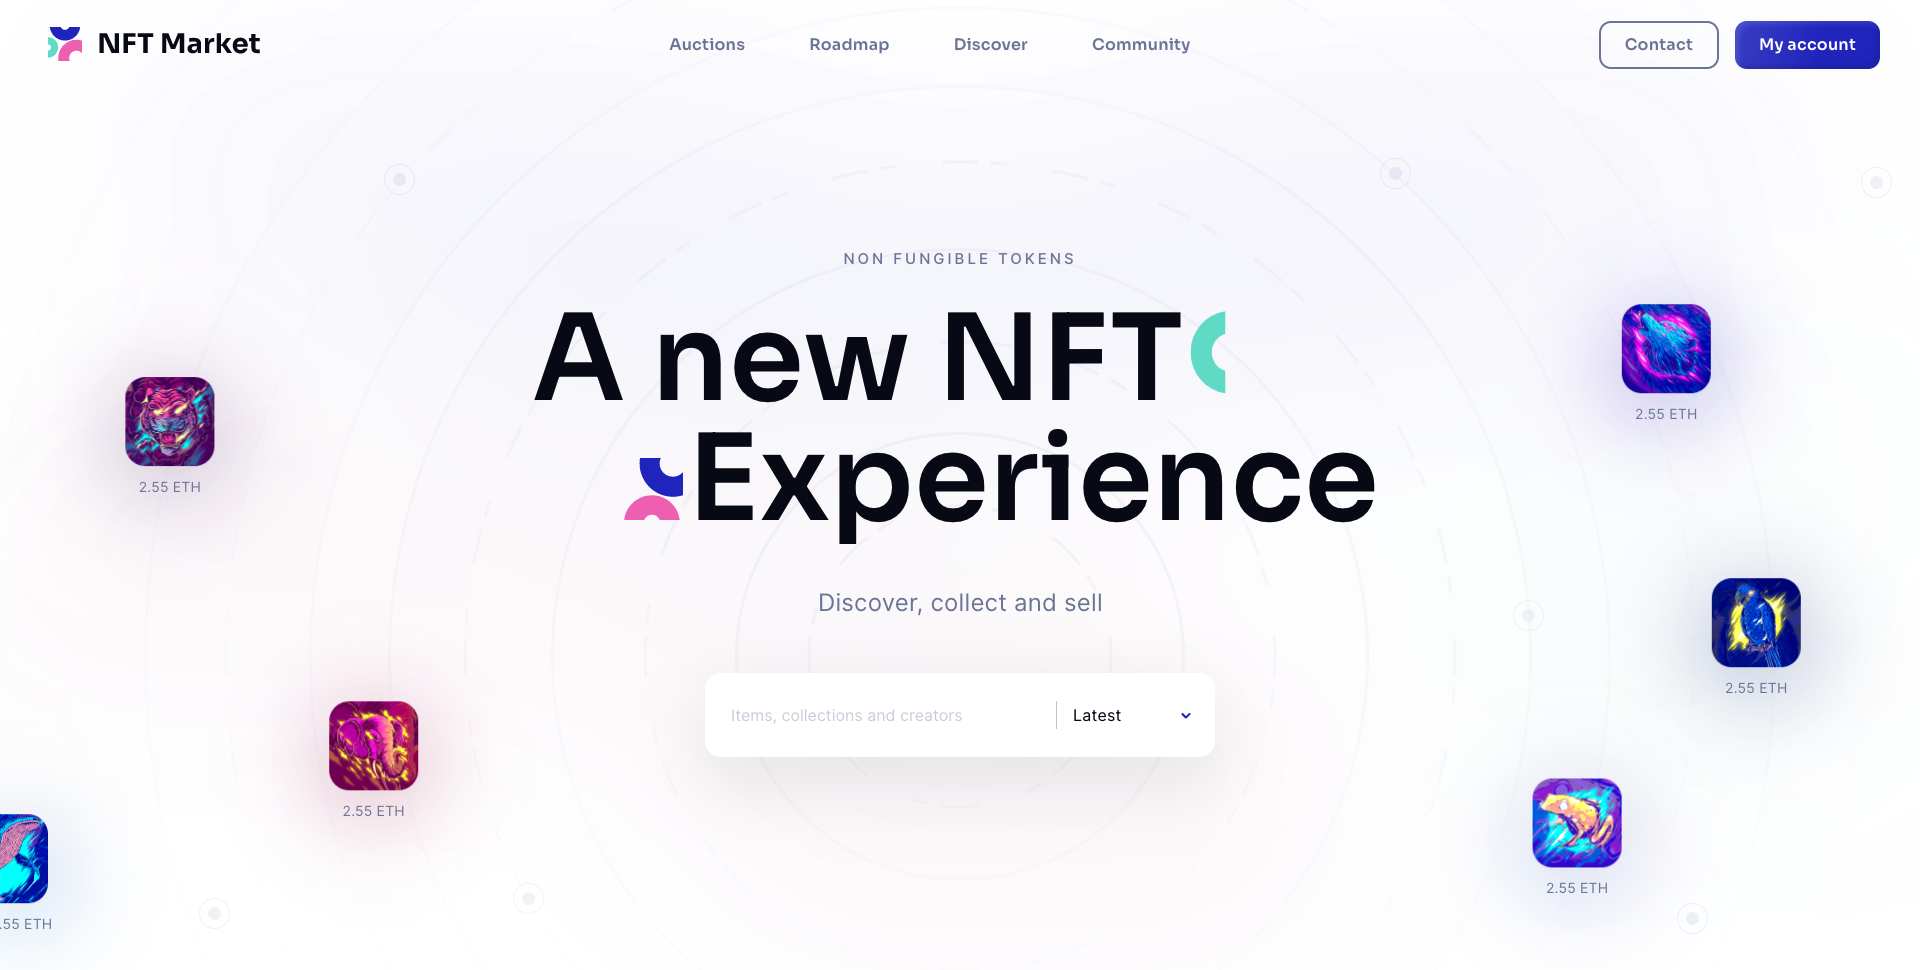 NFT Market
Auctions
Roadmap
Discover
Community
Contact
My account
NON FUNGIBLE TOKENS
A new NFT
Experience
Discover, collect and sell
Items, collections and creators
Latest
2.55 ETH
2.55 ETH
2.55 ETH
2.55 ETH
2.55 ETH
.55 ETH